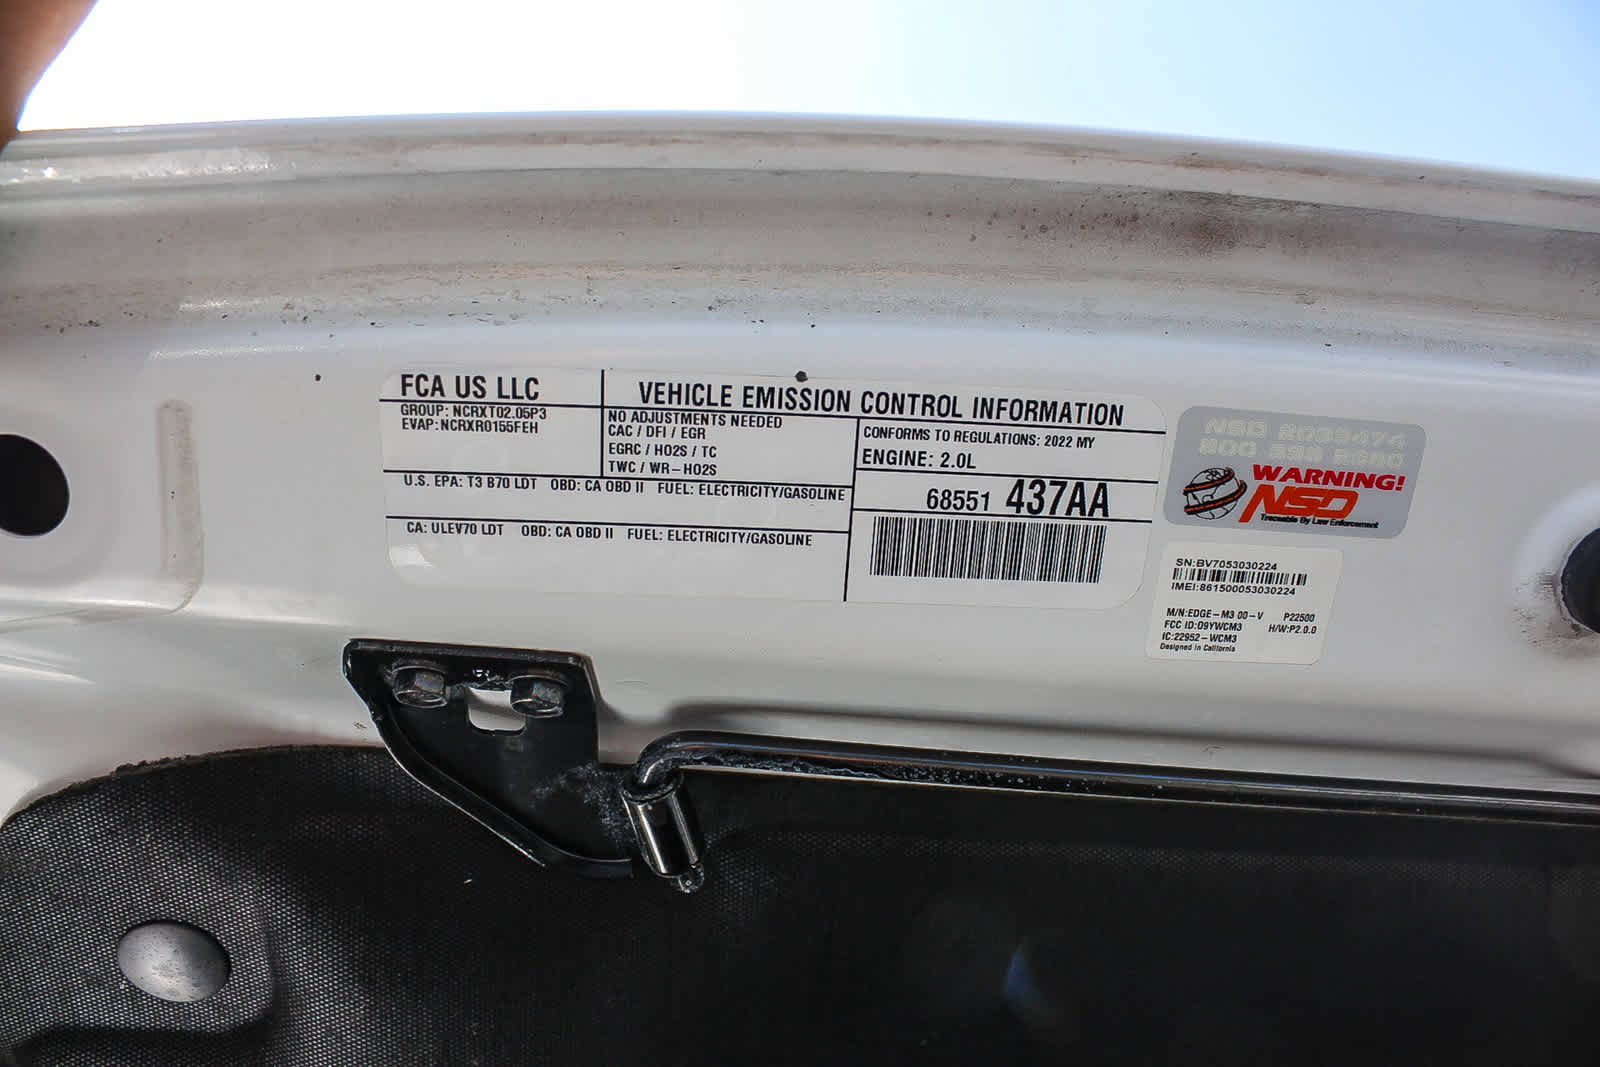 FCA US LLC
GROUP: NCRXT02.05P3
EVAP: NCRXR0155FEH
VEHICLE EMISSION CONTROL INFORMATION
NO ADJUSTMENTS NEEDED
CAC / DFI / EGR
EGRC / HO2S / TC
TWC / WR-HO2S
CONFORMS TO REGULATIONS: 2022 MY
ENGINE: 2.0L
U.S. EPA: T3 B70 LDT OBD: CA OBD II FUEL: ELECTRICITY/GASOLINE
68551 437AA
CA: ULEV70 LDT OBD: CA OBD II FUEL: ELECTRICITY/GASOLINE
NSD 2039474
WARNING!
NSD
Traceable By Law Enforcement
SN:BV7053030224
IMEI:861500053030224
M/N:EDGE-M3 00-V P22500
FCC ID:O9YWCM3 H/W:P2.0.0
IC:22952-WCM3
Designed in California